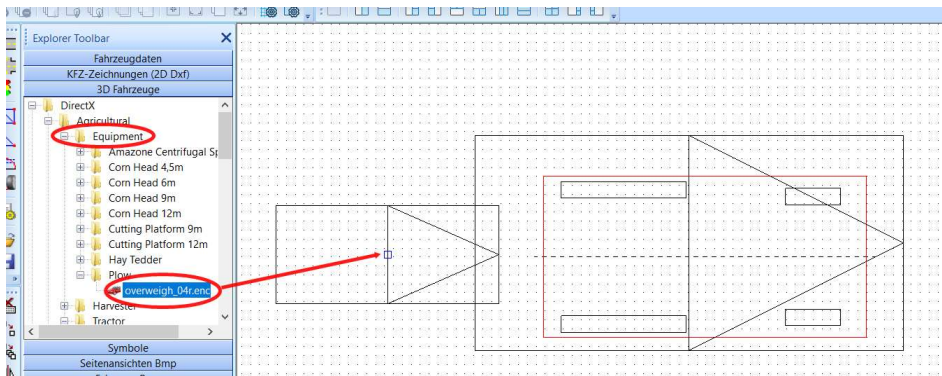 Explorer Toolbar
Fahrzeugdaten
KFZ-Zeichnungen (2D Dxf)
3D Fahrzeuge
DirectX
Agricultural
Equipment
Amazone Centrifugal Sp
Corn Head 4,5m
Corn Head 6m
Corn Head 9m
Corn Head 12m
Cutting Platform 9m
Cutting Platform 12m
Hay Tedder
Plow
overweigh_04r.enc
Harvester
Tractor
Symbole
Seitenansichten Bmp